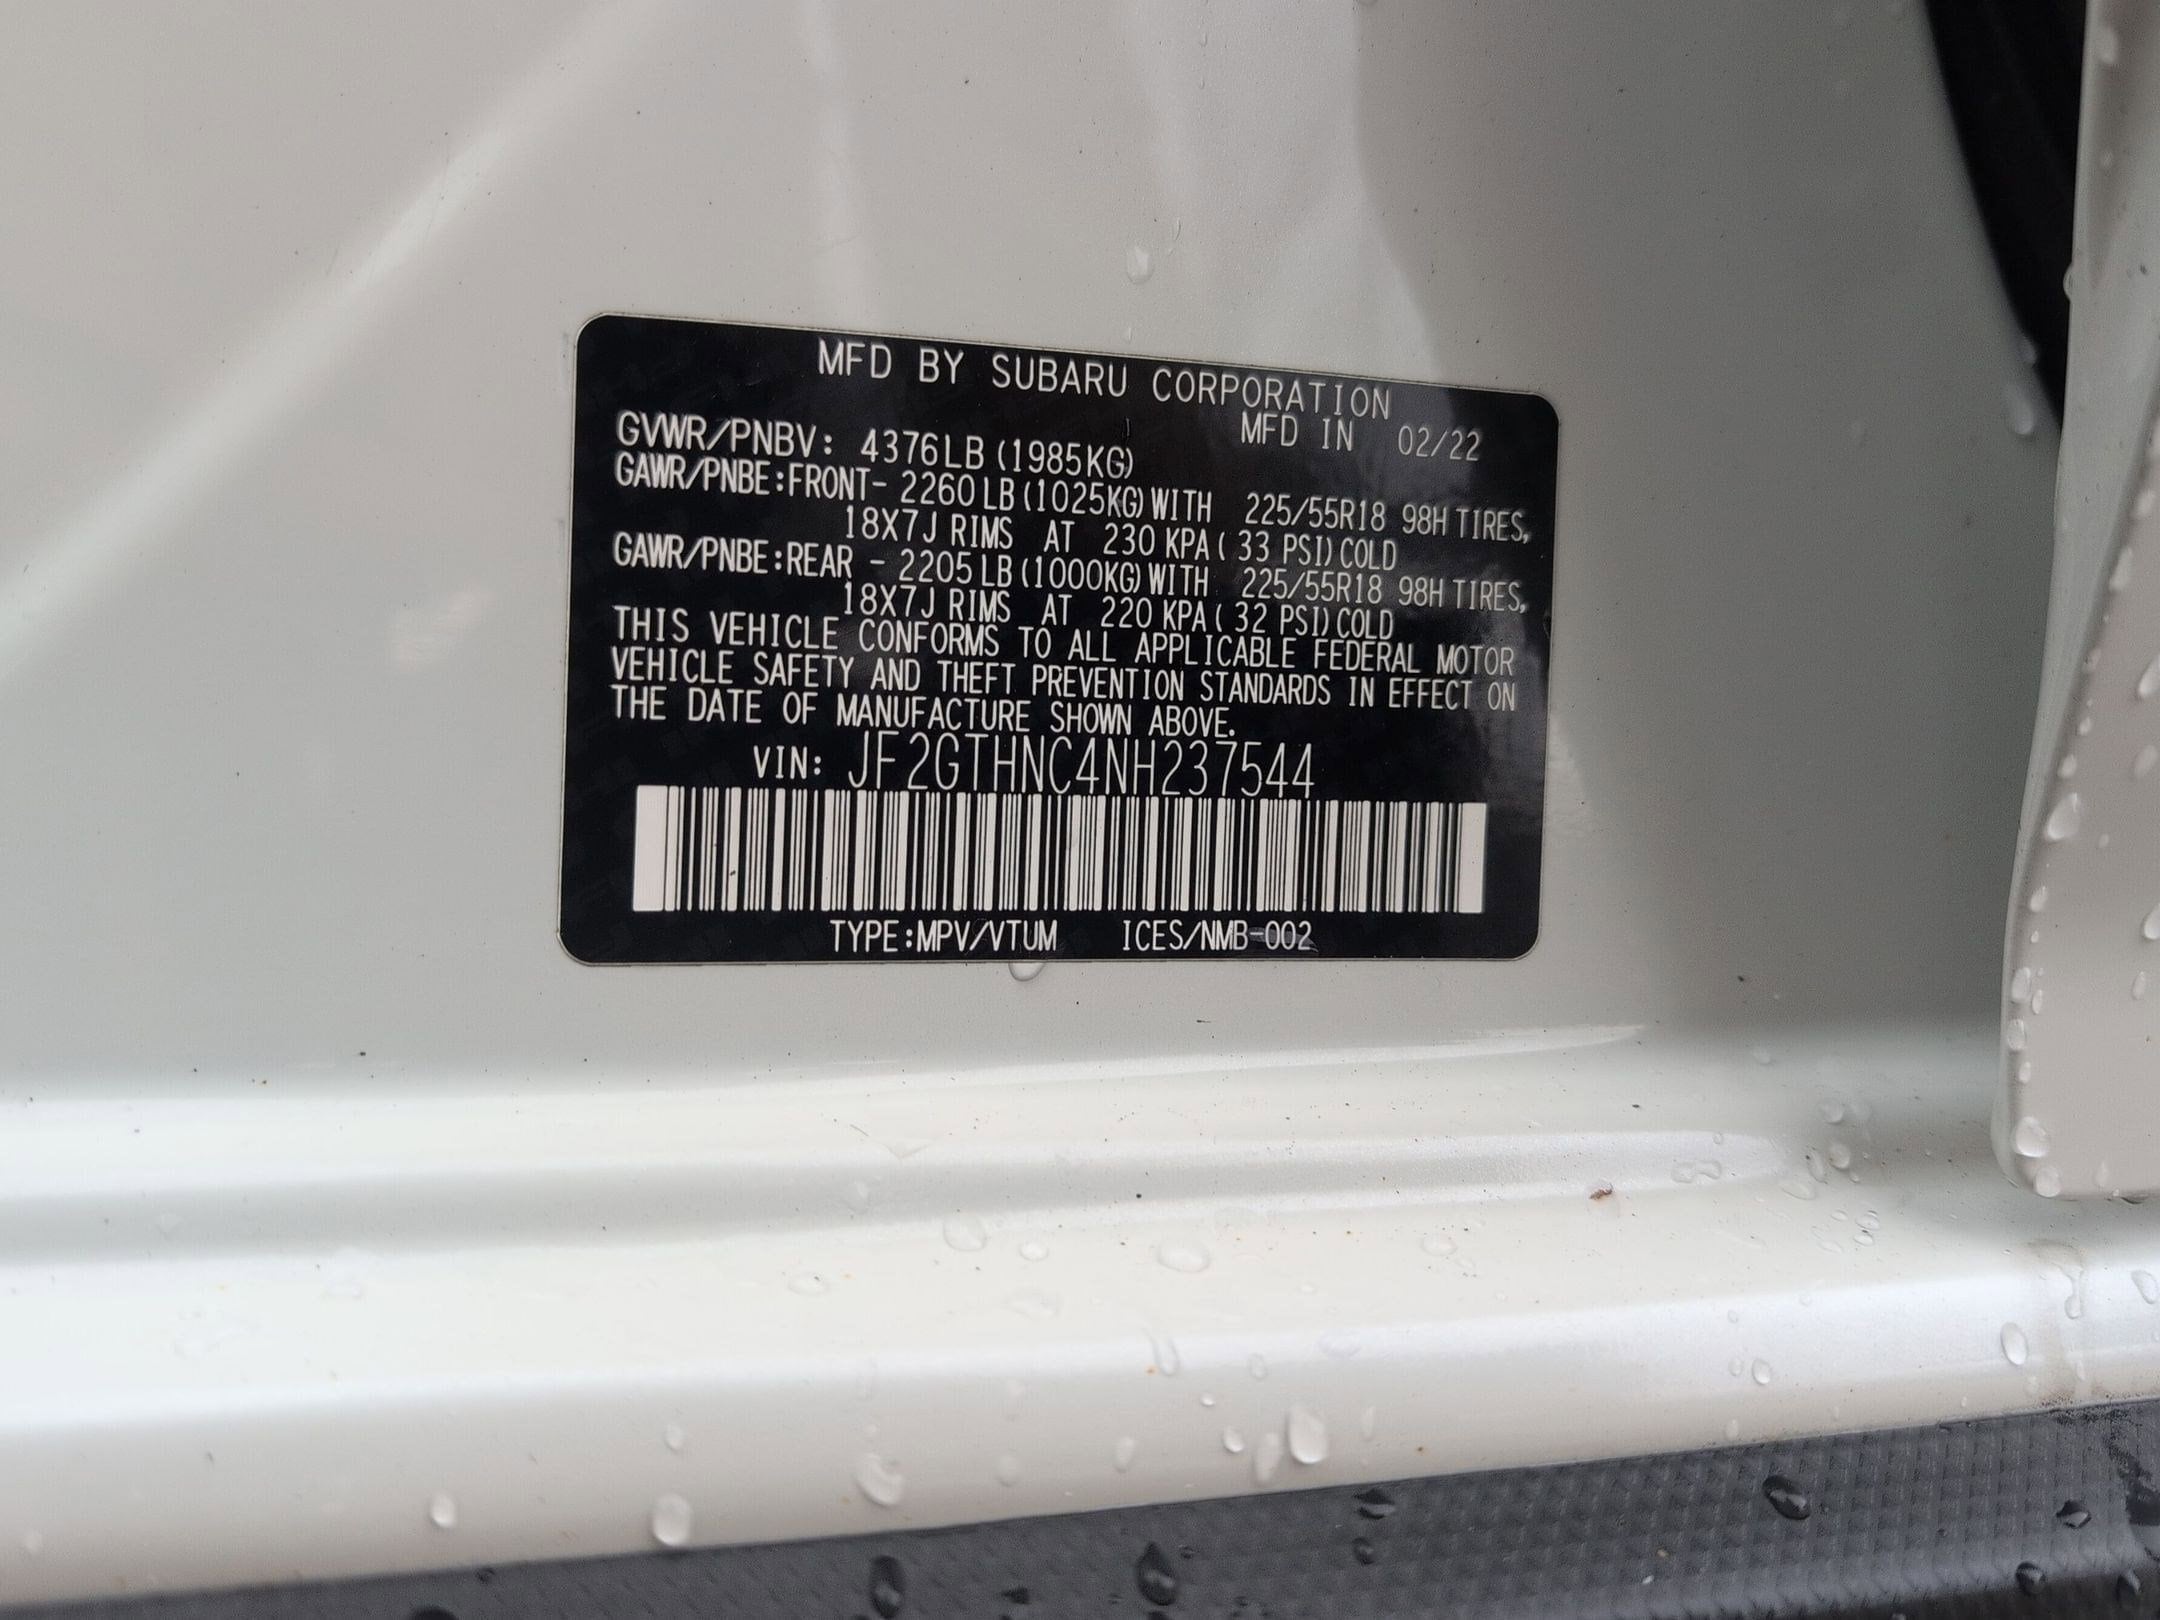 MFD BY SUBARU CORPORATION
MFD IN 02/22
GVWR/PNBV: 4376LB (1985KG)
GAWR/PNBE:FRONT- 2260LB (1025KG) WITH 225/55R18 98H TIRES,
18X7J RIMS AT 230 KPA( 33 PSI) COLD
GAWR/PNBE:REAR - 2205LB (1000KG) WITH 225/55R18 98H TIRES,
18X7J RIMS AT 220 KPA( 32 PSI) COLD
THIS VEHICLE CONFORMS TO ALL APPLICABLE FEDERAL MOTOR
VEHICLE SAFETY AND THEFT PREVENTION STANDARDS IN EFFECT ON
THE DATE OF MANUFACTURE SHOWN ABOVE.
VIN: JF2GTHNC4NH237544
TYPE:MPV/VTUM ICES/NMB-002